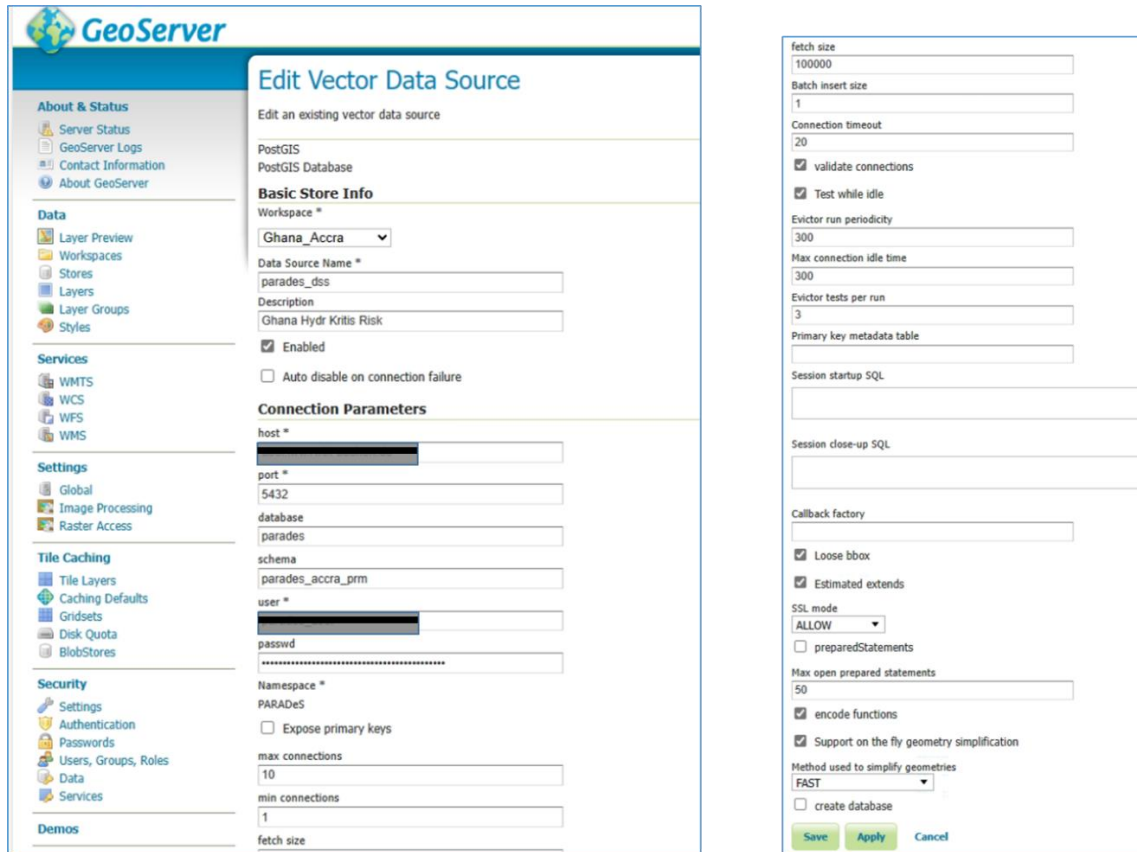 GeoServer
About & Status
Server Status
GeoServer Logs
Contact Information
About GeoServer
Data
Layer Preview
Workspaces
Stores
Layers
Layer Groups
Styles
Services
WMTS
WCS
WFS
WMS
Settings
Global
Image Processing
Raster Access
Tile Caching
Tile Layers
Caching Defaults
Gridsets
Disk Quota
BlobStores
Security
Settings
Authentication
Passwords
Users, Groups, Roles
Data
Services
Demos
Edit Vector Data Source
Edit an existing vector data source
PostGIS
PostGIS Database
Basic Store Info
Workspace *
Ghana_Accra
Data Source Name *
parades_dss
Description
Ghana Hydr Kritis Risk
Enabled
Auto disable on connection failure
Connection Parameters
host *
port *
5432
database
parades
schema
parades_accra_prm
user *
passwd
Namespace *
PARADeS
Expose primary keys
max connections
10
min connections
1
fetch size
fetch size
100000
Batch insert size
1
Connection timeout
20
validate connections
Test while idle
Evictor run periodicity
300
Max connection idle time
300
Evictor tests per run
3
Primary key metadata table
Session startup SQL
Session close-up SQL
Callback factory
Loose bbox
Estimated extends
SSL mode
ALLOW
preparedStatements
Max open prepared statements
50
encode functions
Support on the fly geometry simplification
Method used to simplify geometries
FAST
create database
Save Apply Cancel